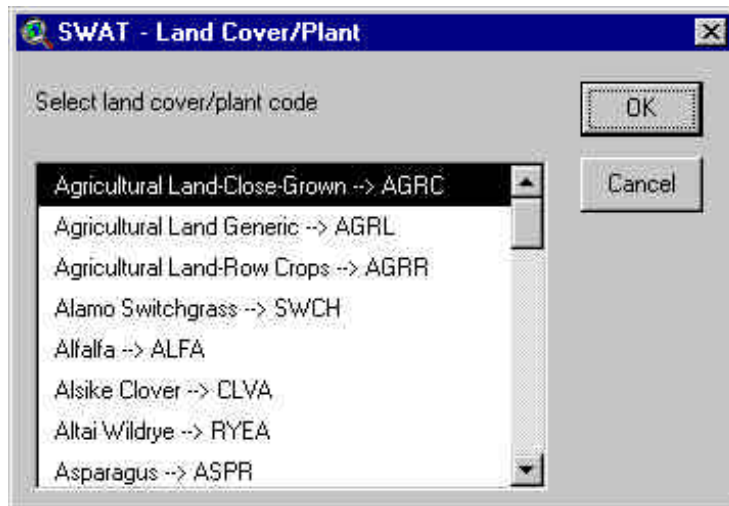 SWAT - Land Cover/Plant
Select land cover/plant code
OK
Cancel
Agricultural Land-Close-Grown --> AGRC
Agricultural Land Generic --> AGRL
Agricultural Land-Row Crops --> AGRR
Alamo Switchgrass --> SWCH
Alfalfa --> ALFA
Alsike Clover --> CLVA
Altai Wildrye --> RYEA
Asparagus --> ASPR